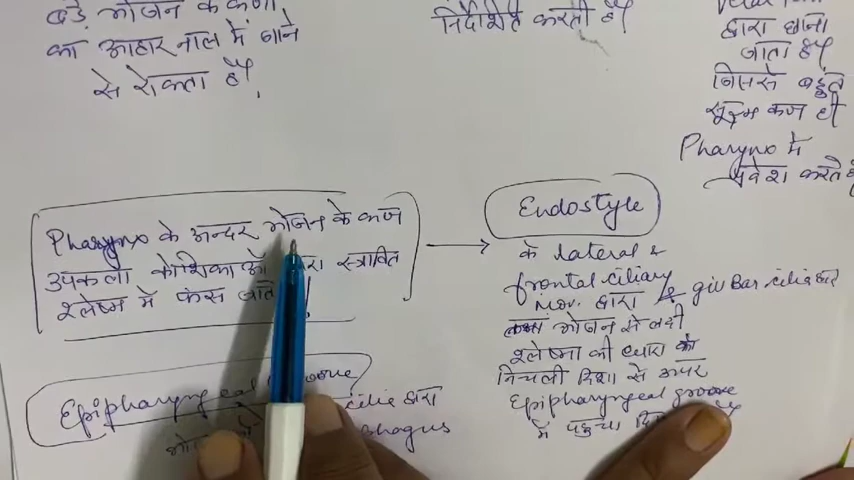 बड़े भोजन के कणों
का आहार नाल में जाने
से रोकता है।
निर्देशित करती है।
द्वारा छाना
जाता है।
जिससे बहुत
सूक्ष्म कण ही
Pharynx में
प्रवेश करते है
Pharynx के अन्दर भोजन के कण
उपकला कोशिकाओं द्वारा स्त्रावित
श्लेष्म में फंस जाते
Endostyle
के lateral &
frontal ciliary
mov. द्वारा & gill Bar cilia द्वारा
भोजन से लदी
श्लेष्मा की धारा को
निचली दिशा से ऊपर
Epipharyngeal groove
में पहुंचा
Epipharyngeal groove
cilia द्वारा